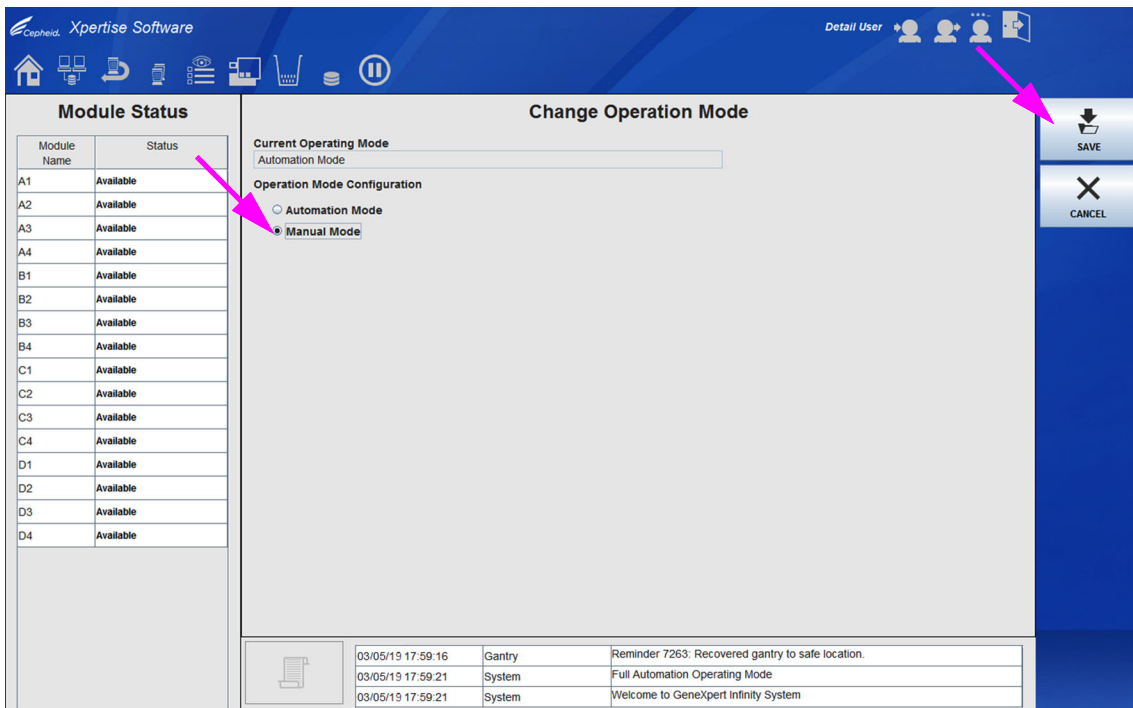 Cepheid. Xpertise Software
Detail User
Module Status
Module Name
Status
A1 Available
A2 Available
A3 Available
A4 Available
B1 Available
B2 Available
B3 Available
B4 Available
C1 Available
C2 Available
C3 Available
C4 Available
D1 Available
D2 Available
D3 Available
D4 Available
Change Operation Mode
Current Operating Mode
Automation Mode
Operation Mode Configuration
Automation Mode
Manual Mode
SAVE
CANCEL
03/05/19 17:59:16 Gantry Reminder 7263: Recovered gantry to safe location.
03/05/19 17:59:21 System Full Automation Operating Mode
03/05/19 17:59:21 System Welcome to GeneXpert Infinity System